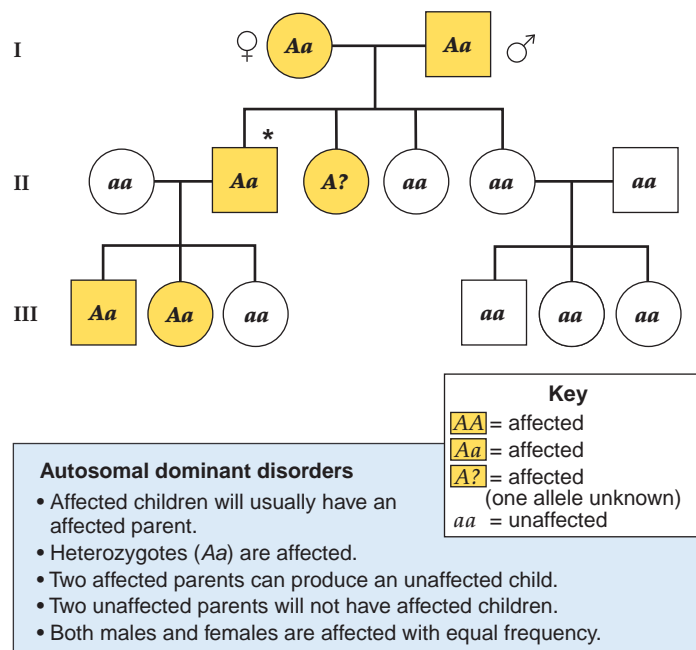 I
♀
Aa
Aa
♂
*
II
aa
Aa
A?
aa
aa
aa
III
Aa
Aa
aa
aa
aa
aa
Key
AA = affected
Aa = affected
A? = affected
(one allele unknown)
aa = unaffected
Autosomal dominant disorders
• Affected children will usually have an
affected parent.
• Heterozygotes (Aa) are affected.
• Two affected parents can produce an unaffected child.
• Two unaffected parents will not have affected children.
• Both males and females are affected with equal frequency.